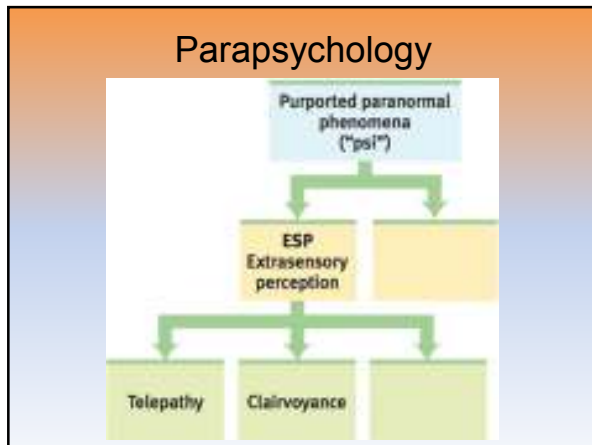 Parapsychology
Purported paranormal
phenomena
("psi")
ESP
Extrasensory
perception
Telepathy
Clairvoyance